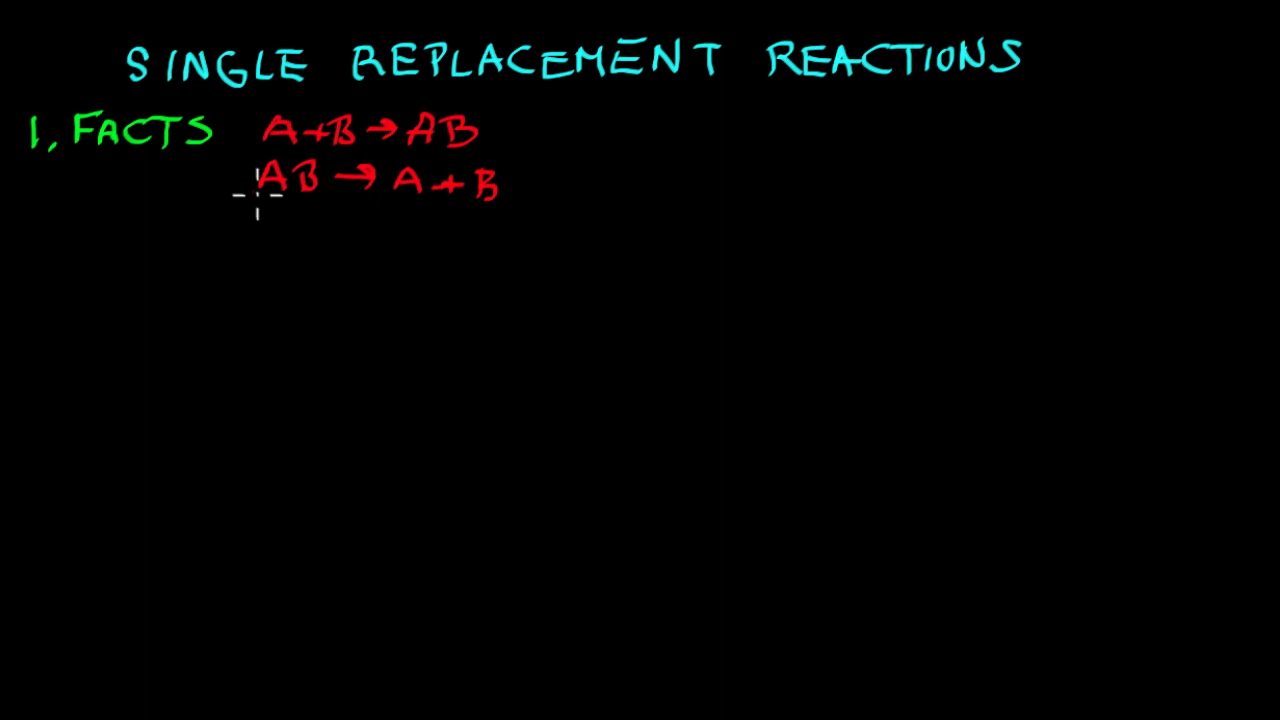 SINGLE REPLACEMENT REACTIONS
1. FACTS A+B → AB
AB → A + B